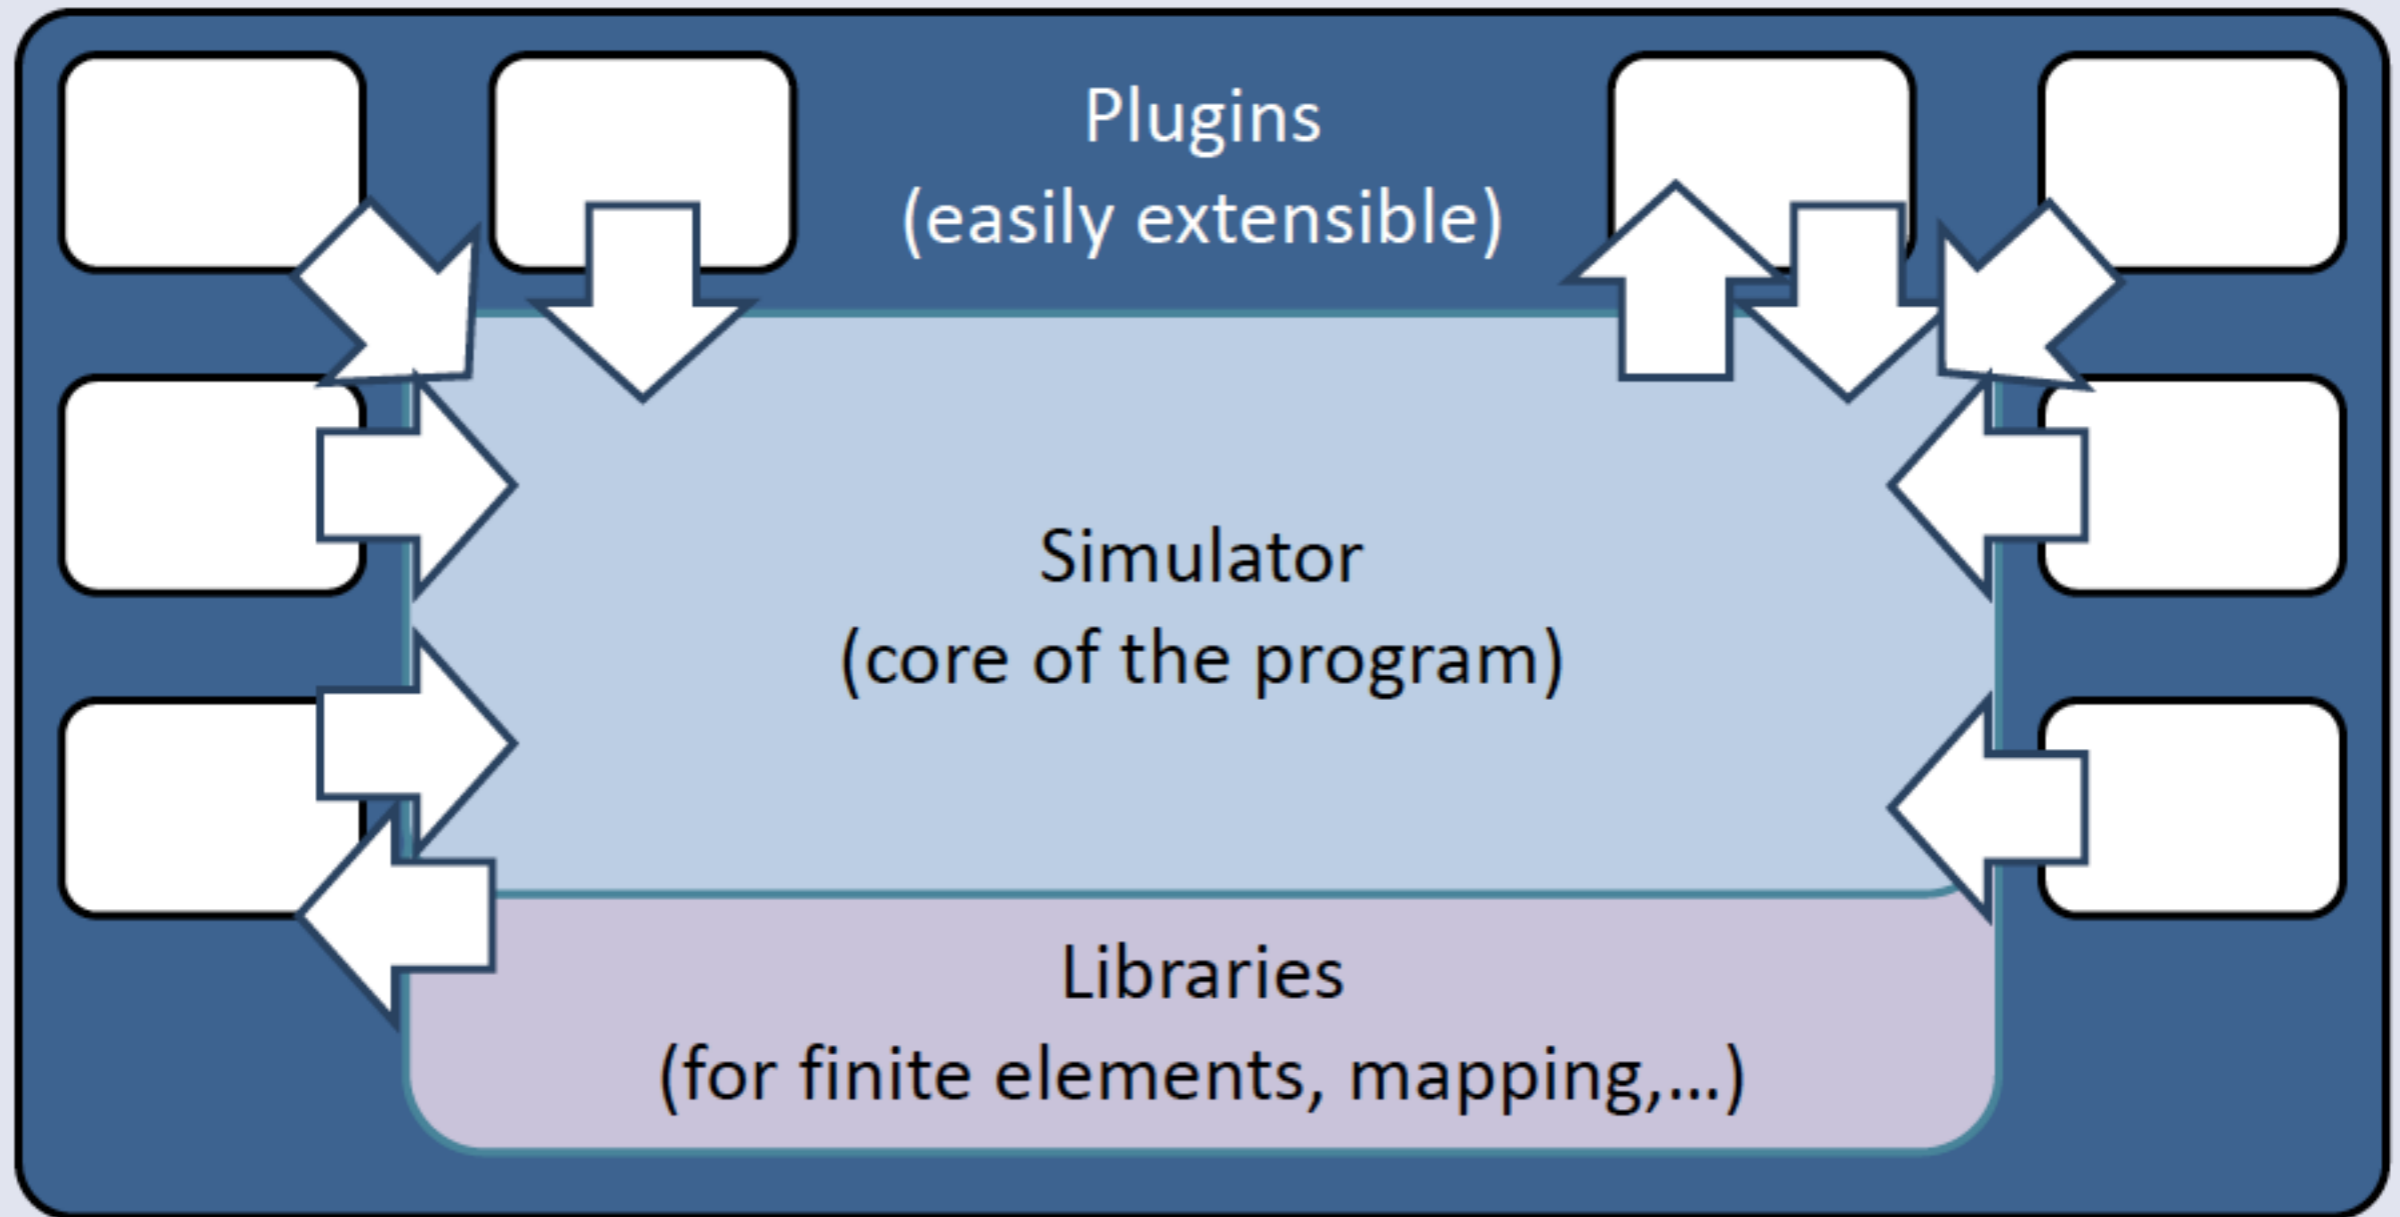 Plugins
(easily extensible)
Simulator
(core of the program)
Libraries
(for finite elements, mapping,...)